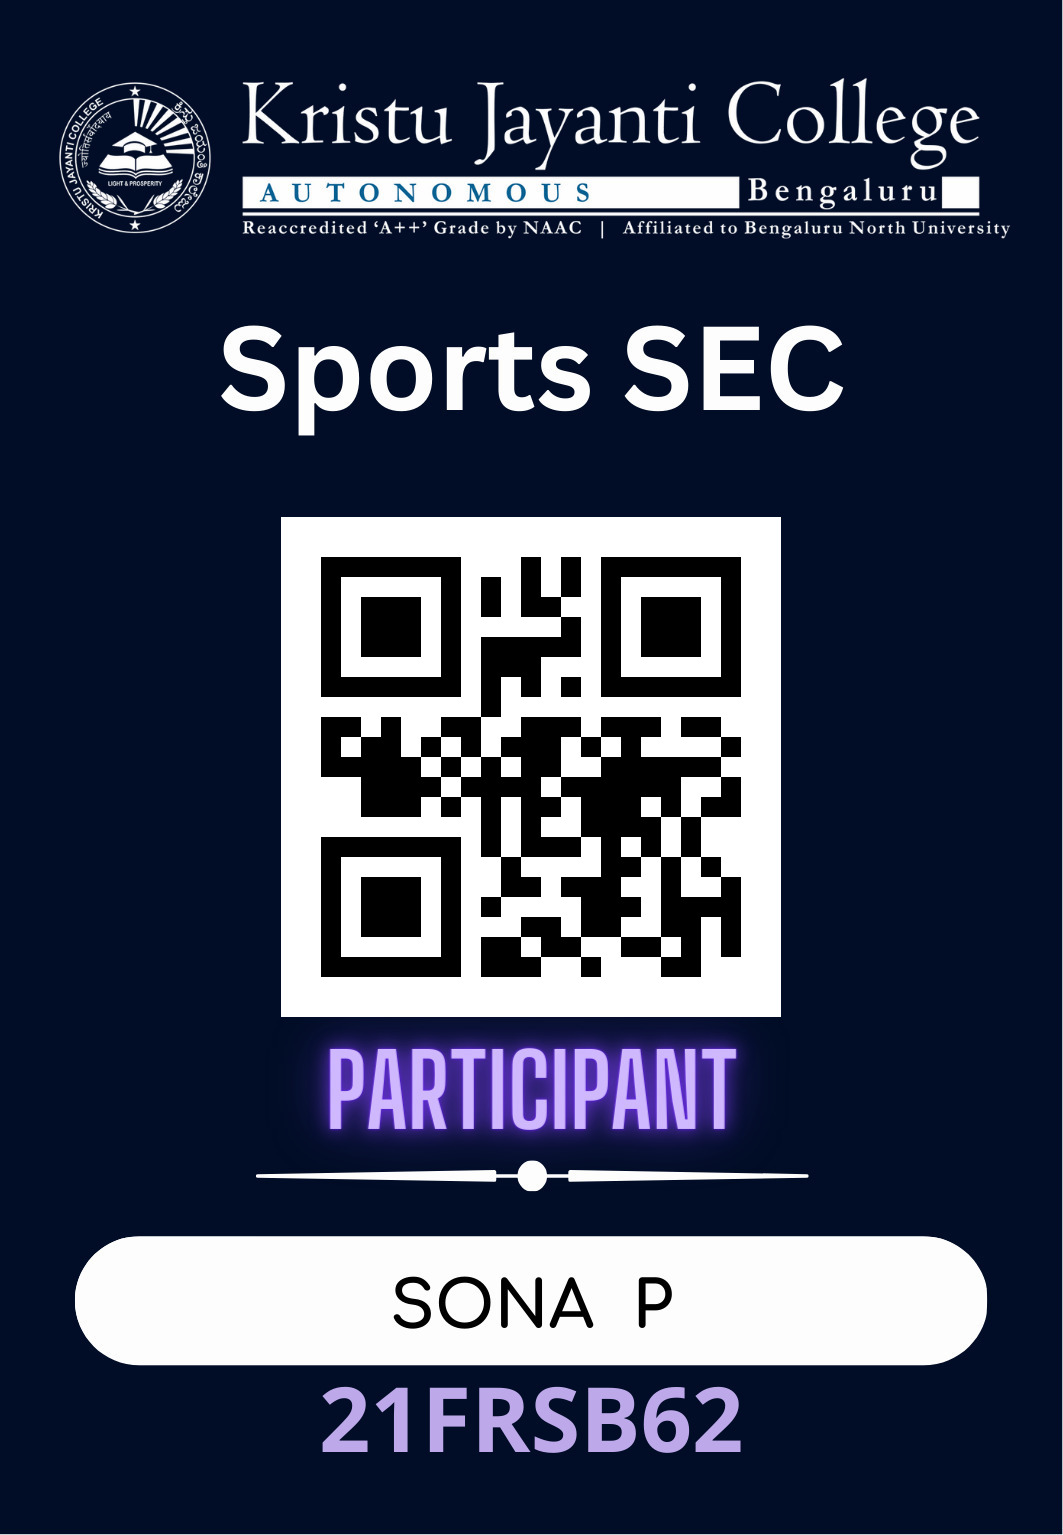 KRISTU JAYANTI COLLEGE
ಕ್ರಿಸ್ತು ಜಯಂತಿ ಕಾಲೇಜು
LIGHT & PROSPERITY
Kristu Jayanti College
AUTONOMOUS Bengaluru
Reaccredited ‘A++’ Grade by NAAC | Affiliated to Bengaluru North University
Sports SEC
PARTICIPANT
SONA P
21FRSB62